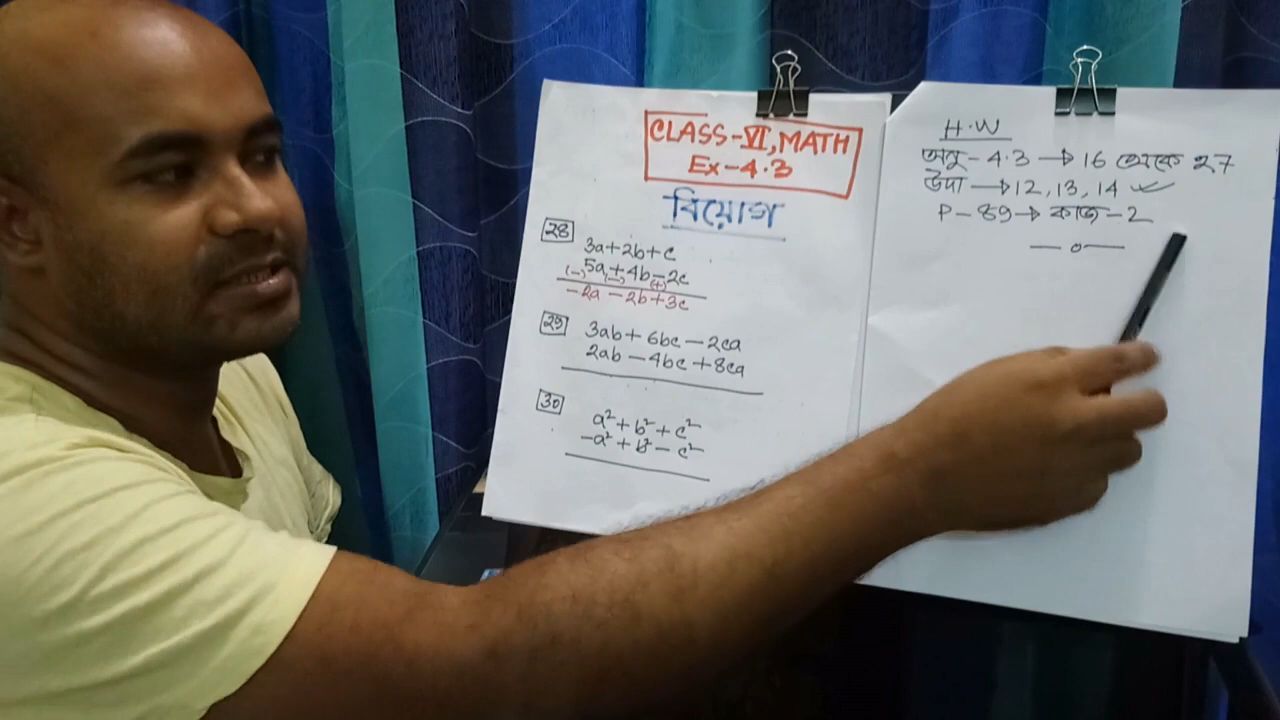 CLASS-VI, MATH
Ex-4.3
বিয়োগ
২৮
3a+2b+c
5a+4b-2c
(-) (-) (+)
-2a-2b+3c
২৯
3ab+6bc-2ca
2ab-4bc+8ca
৩০
a²+b²+c²
-a²+b²-c²
H.W
অনু-4.3 → 16 থেকে 27
উদা → 12, 13, 14 ✓
P-89 → কাজ-2
—০—